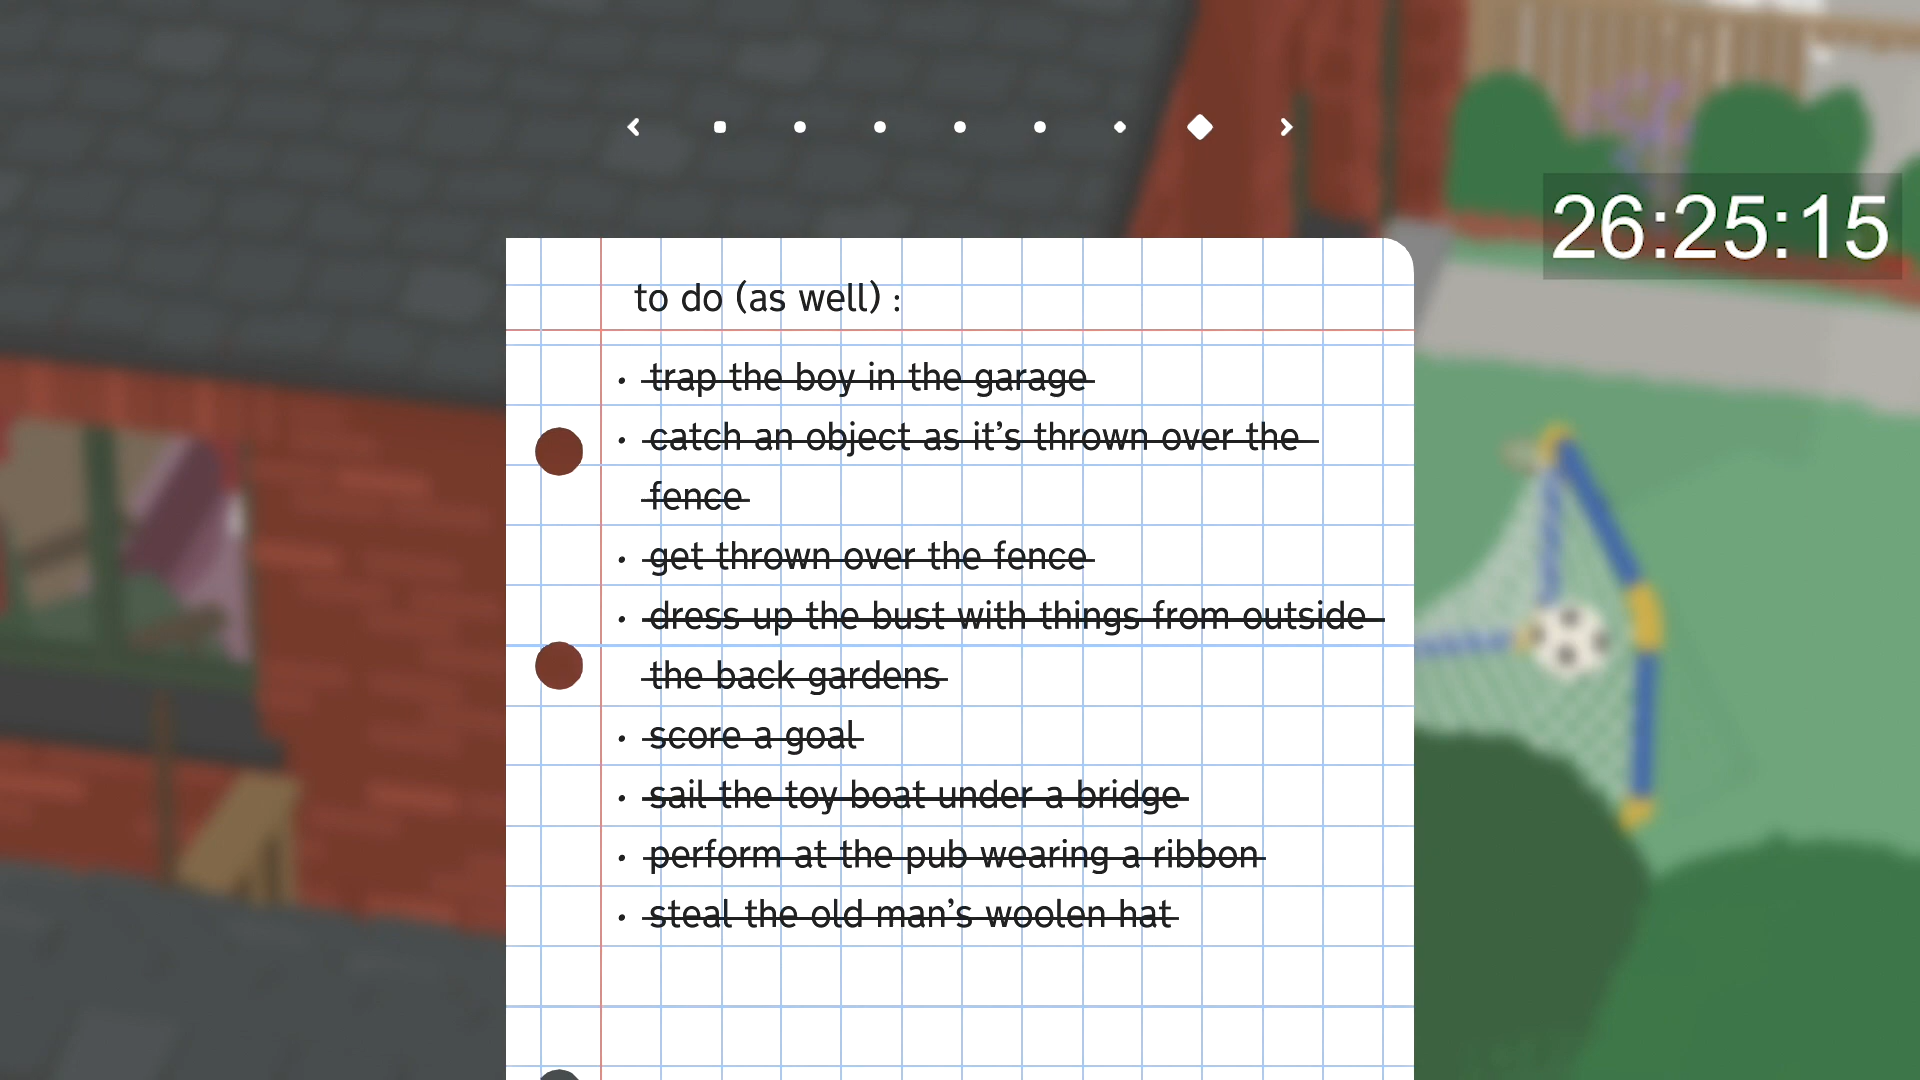 26:25:15
to do (as well) :
• trap the boy in the garage
• catch an object as it’s thrown over the
fence
• get thrown over the fence
• dress up the bust with things from outside
the back gardens
• score a goal
• sail the toy boat under a bridge
• perform at the pub wearing a ribbon
• steal the old man’s woolen hat